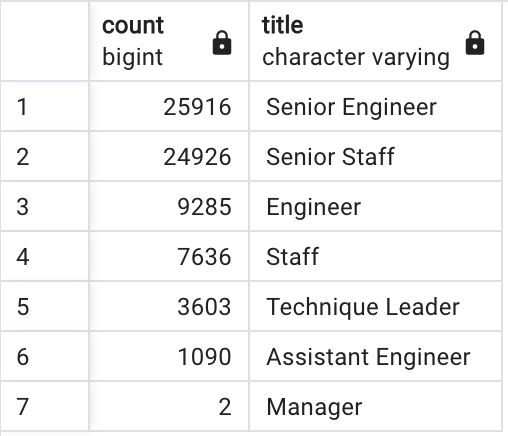 count title
bigint character varying
1 25916 Senior Engineer
2 24926 Senior Staff
3 9285 Engineer
4 7636 Staff
5 3603 Technique Leader
6 1090 Assistant Engineer
7 2 Manager